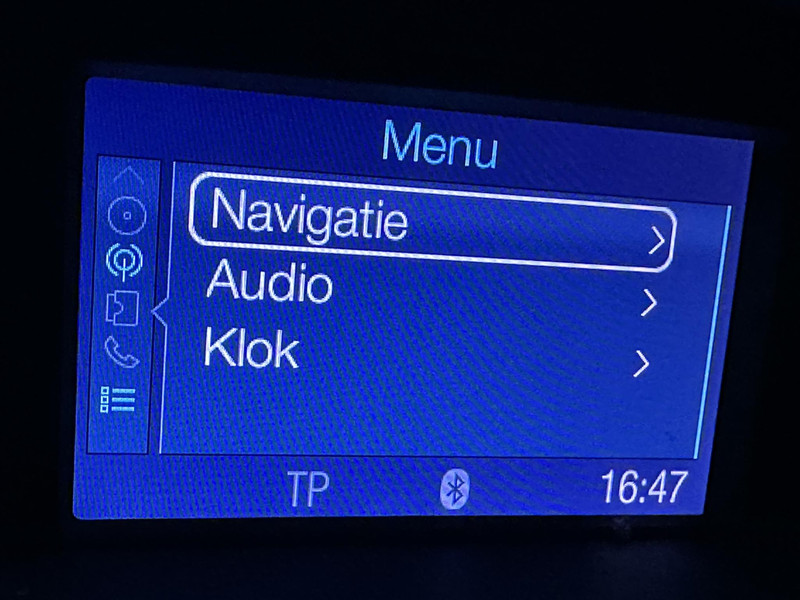 Menu
Navigatie
Audio
Klok
TP 16:47